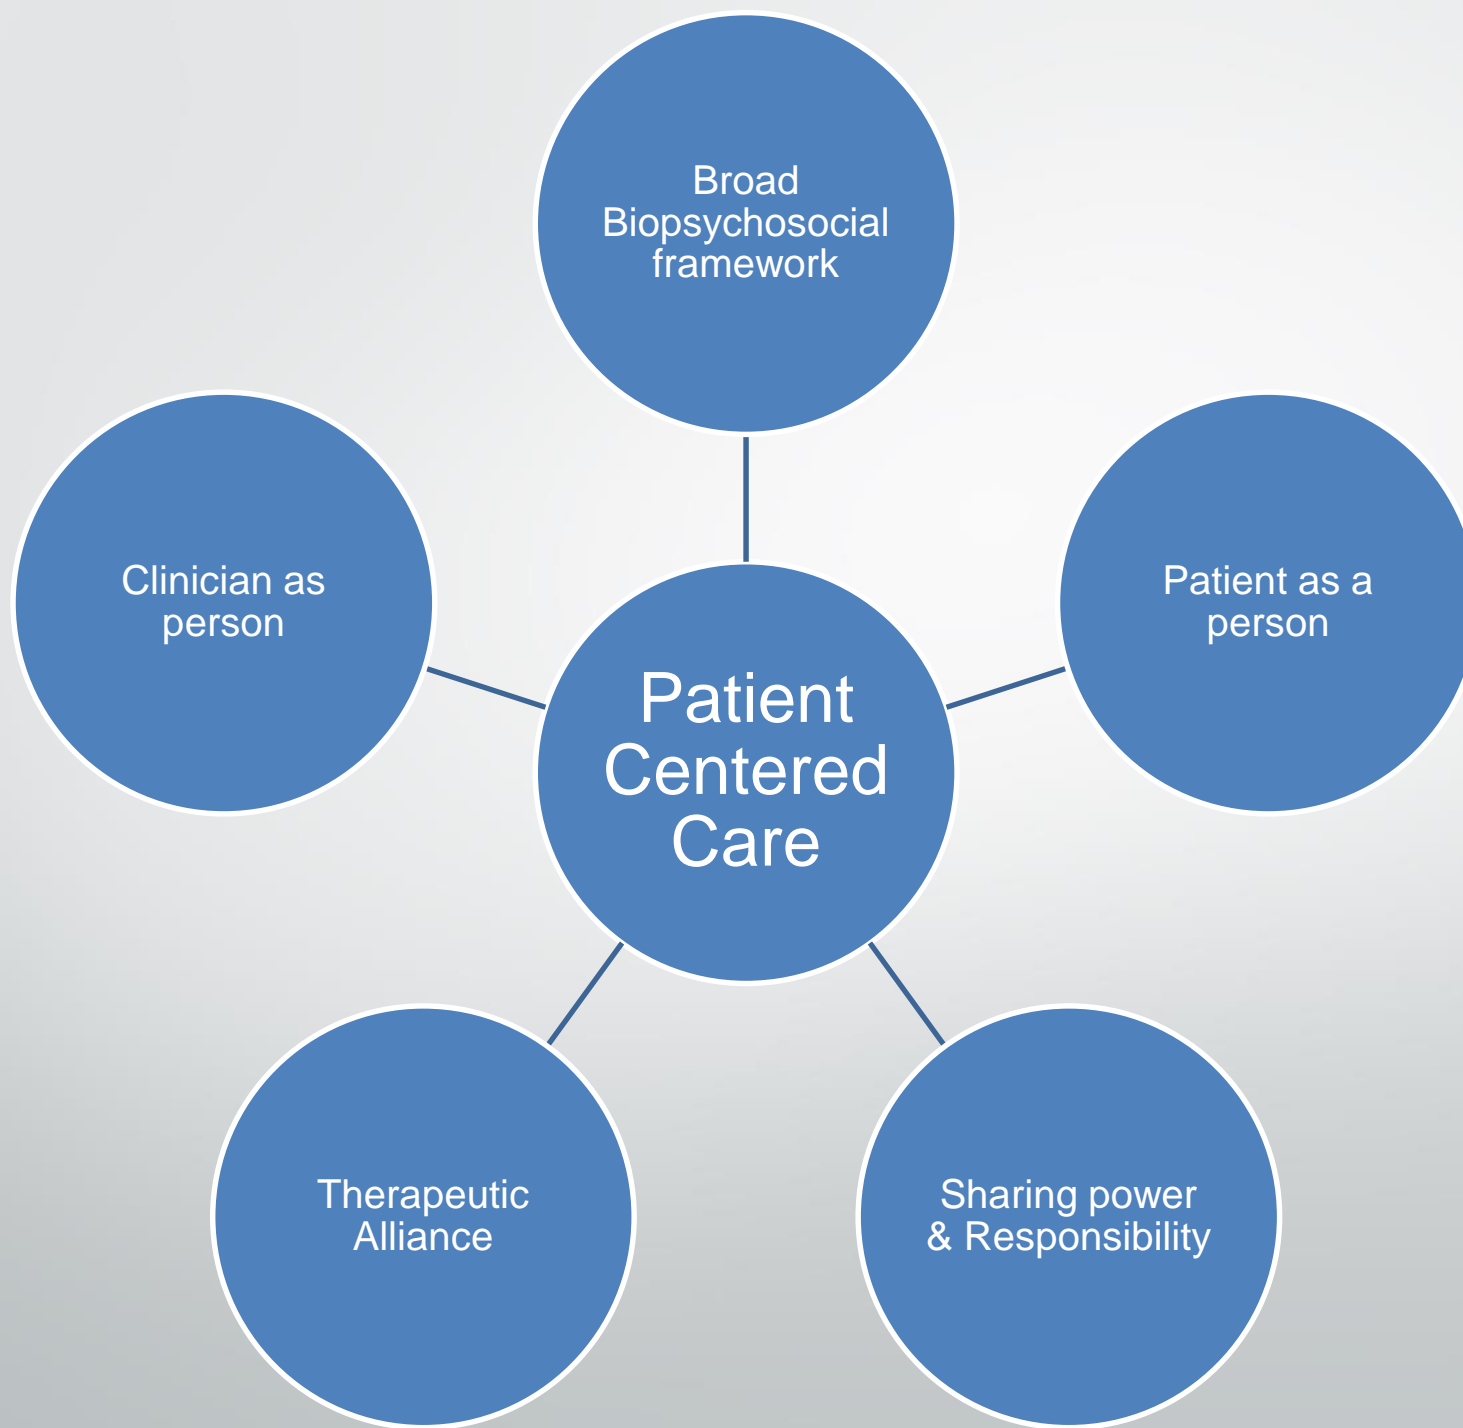 Broad
Biopsychosocial
framework
Clinician as
person
Patient as a
person
Patient
Centered
Care
Therapeutic
Alliance
Sharing power
& Responsibility